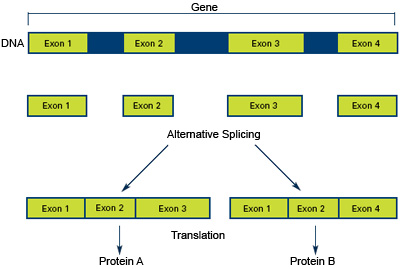 Gene
DNA Exon 1 Exon 2 Exon 3 Exon 4
Exon 1 Exon 2 Exon 3 Exon 4
Alternative Splicing
Exon 1 Exon 2 Exon 3 Exon 1 Exon 2 Exon 4
Translation
Protein A Protein B